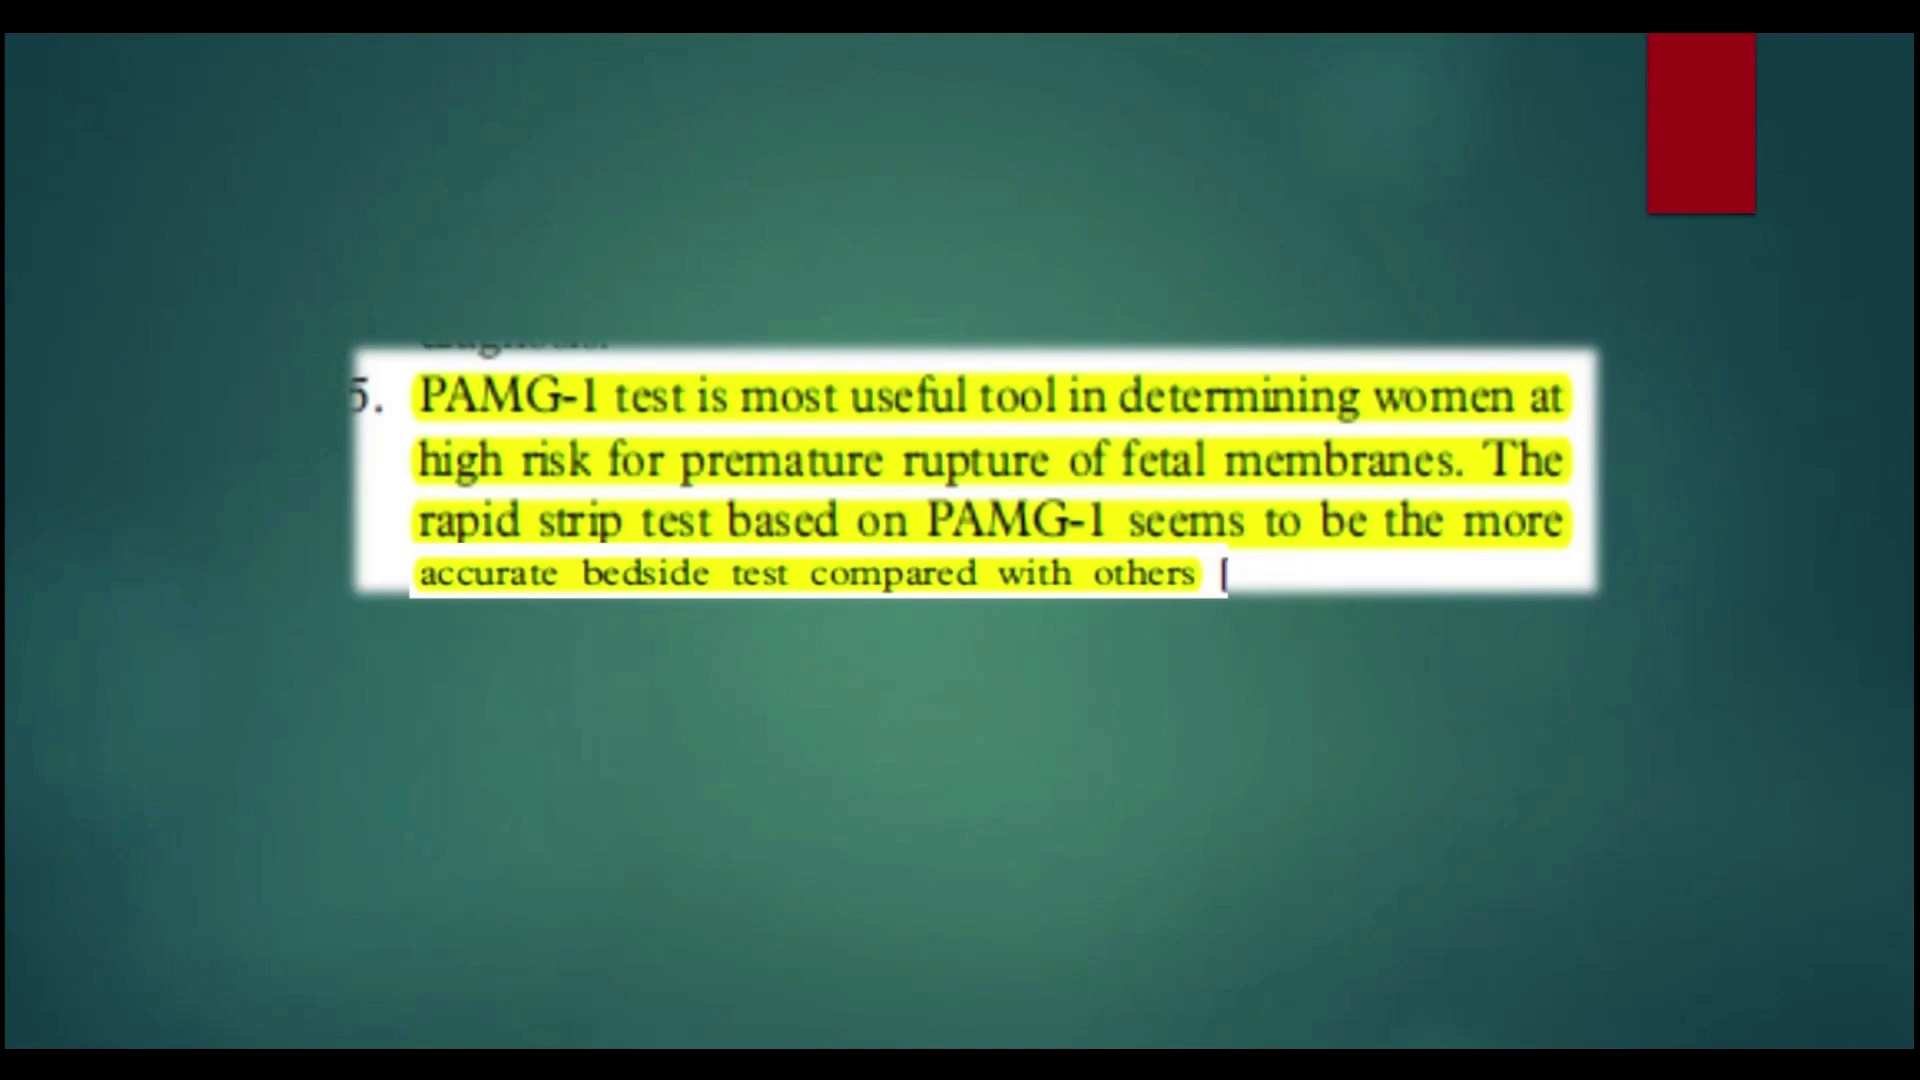 5. PAMG-1 test is most useful tool in determining women at
high risk for premature rupture of fetal membranes. The
rapid strip test based on PAMG-1 seems to be the more
accurate bedside test compared with others [